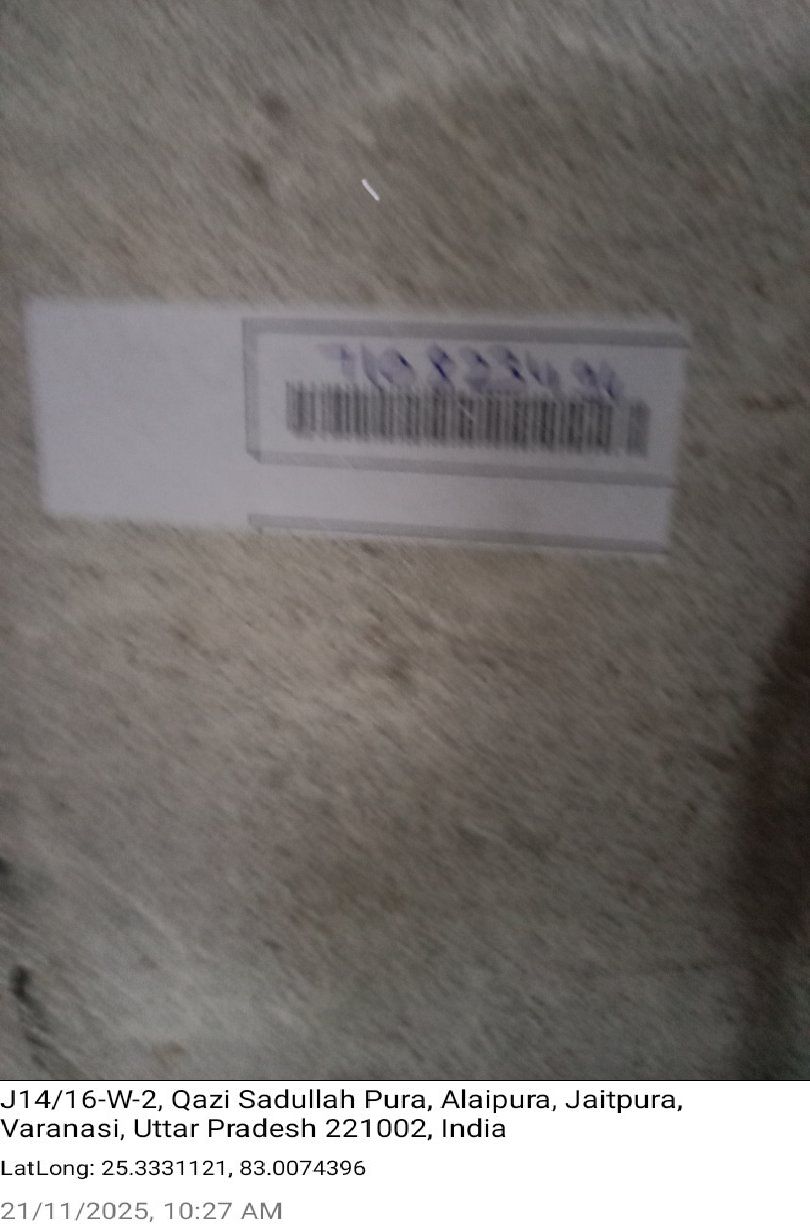 J14/16-W-2, Qazi Sadullah Pura, Alaipura, Jaitpura,
Varanasi, Uttar Pradesh 221002, India
LatLong: 25.3331121, 83.0074396
21/11/2025, 10:27 AM